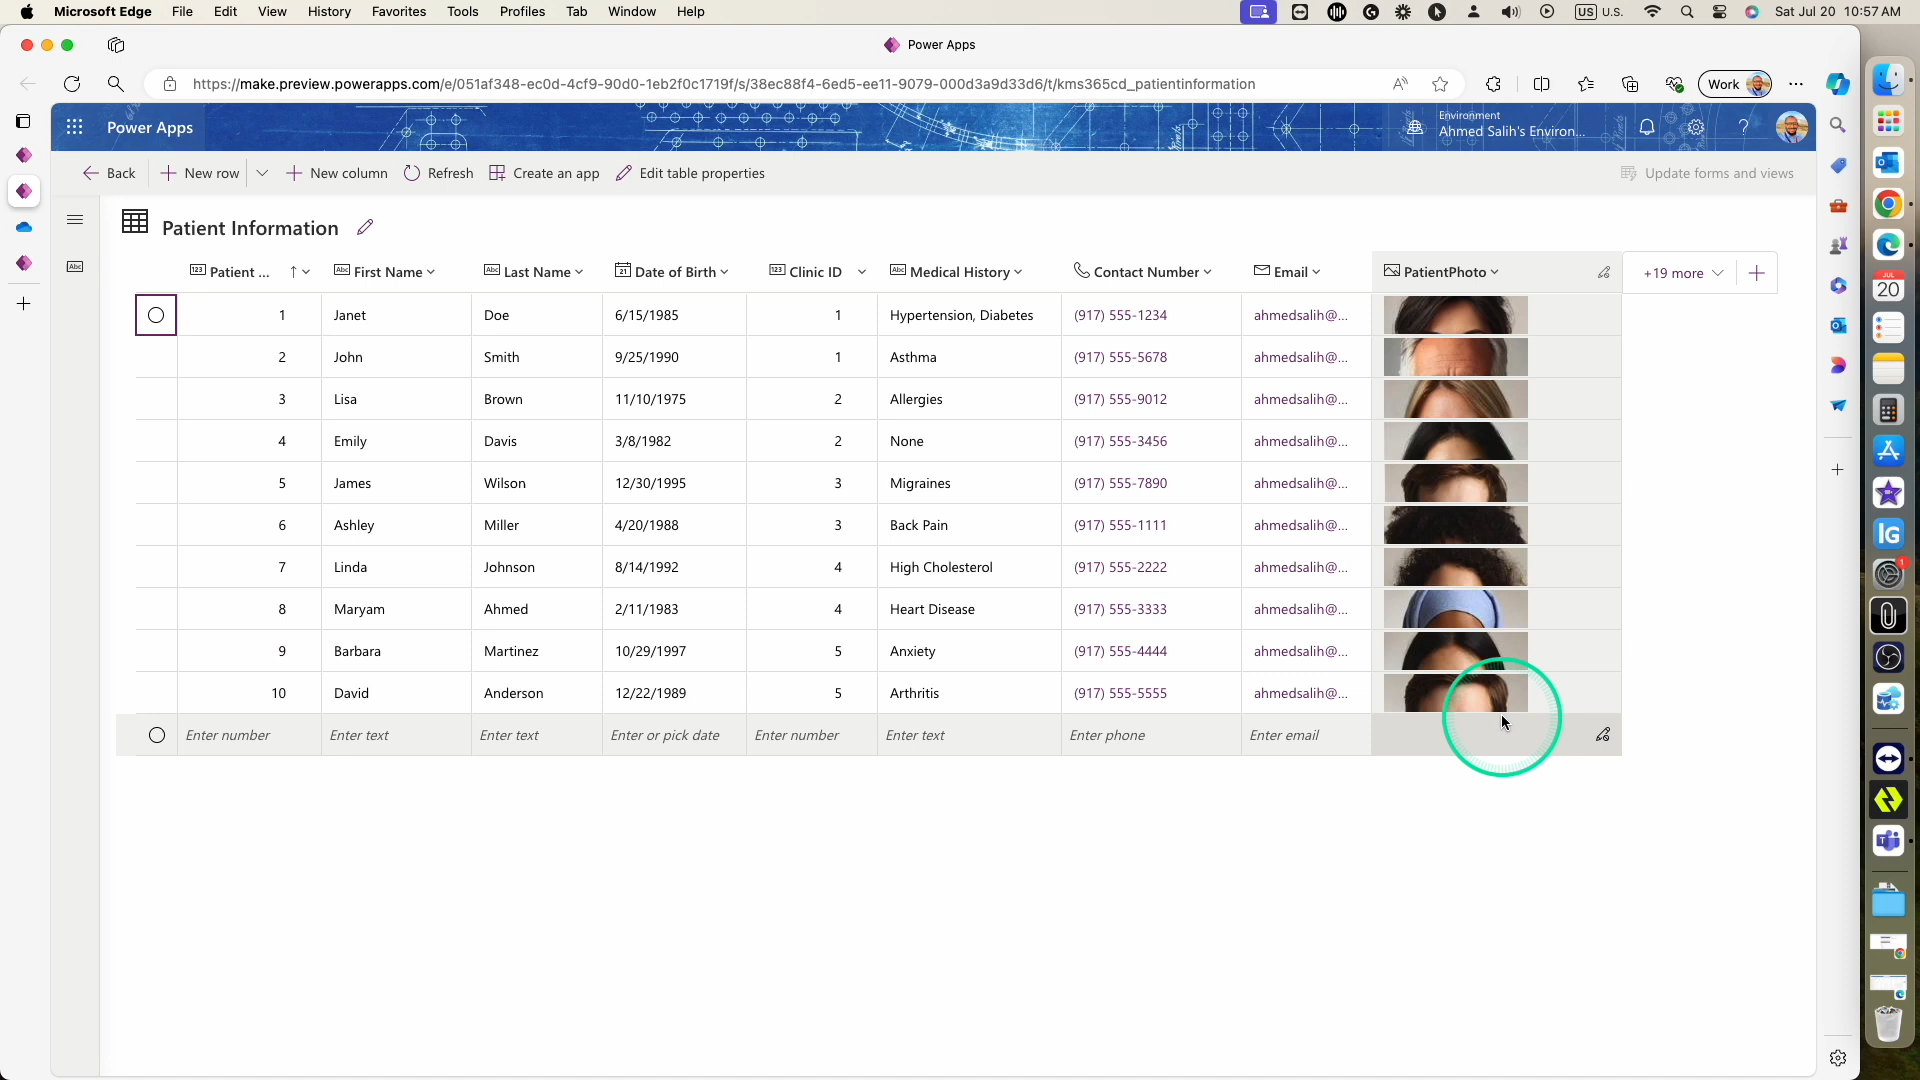 Microsoft Edge File Edit View History Favorites Tools Profiles Tab Window Help US U.S. Sat Jul 20 10:57 AM
Power Apps
https://make.preview.powerapps.com/e/051af348-ec0d-4cf9-90d0-1eb2f0c1719f/s/38ec88f4-6ed5-ee11-9079-000d3a9d33d6/t/kms365cd_patientinformation Work
Environment
Power Apps Ahmed Salih's Environ...
Back New row New column Refresh Create an app Edit table properties Update forms and views
Patient Information
123 Patient ... Abc First Name Abc Last Name 21 Date of Birth 123 Clinic ID Abc Medical History Contact Number Email PatientPhoto +19 more
1 Janet Doe 6/15/1985 1 Hypertension, Diabetes (917) 555-1234 ahmedsalih@...
2 John Smith 9/25/1990 1 Asthma (917) 555-5678 ahmedsalih@...
3 Lisa Brown 11/10/1975 2 Allergies (917) 555-9012 ahmedsalih@...
4 Emily Davis 3/8/1982 2 None (917) 555-3456 ahmedsalih@...
5 James Wilson 12/30/1995 3 Migraines (917) 555-7890 ahmedsalih@...
6 Ashley Miller 4/20/1988 3 Back Pain (917) 555-1111 ahmedsalih@...
7 Linda Johnson 8/14/1992 4 High Cholesterol (917) 555-2222 ahmedsalih@...
8 Maryam Ahmed 2/11/1983 4 Heart Disease (917) 555-3333 ahmedsalih@...
9 Barbara Martinez 10/29/1997 5 Anxiety (917) 555-4444 ahmedsalih@...
10 David Anderson 12/22/1989 5 Arthritis (917) 555-5555 ahmedsalih@...
Enter number Enter text Enter text Enter or pick date Enter number Enter text Enter phone Enter email
Abc
JUL
20
Ig
1